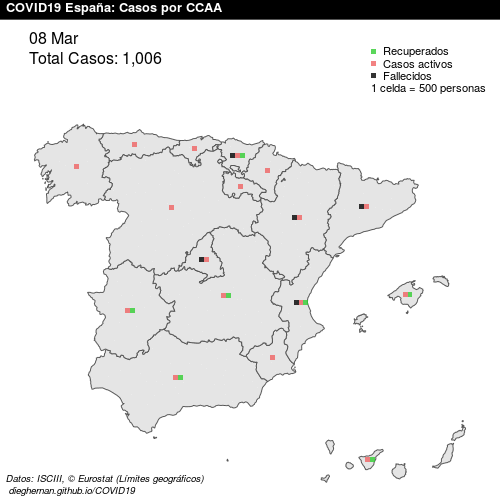 COVID19 España: Casos por CCAA
08 Mar
Total Casos: 1,006
Recuperados
Casos activos
Fallecidos
1 celda = 500 personas
Datos: ISCIII, © Eurostat (Límites geográficos)
dieghernan.github.io/COVID19